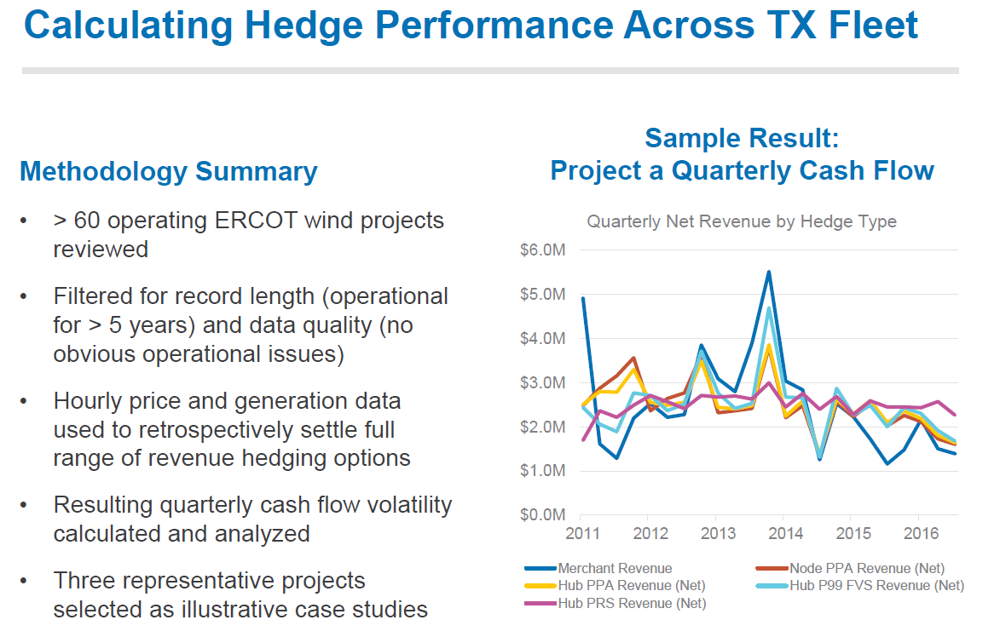 Calculating Hedge Performance Across TX Fleet
Methodology Summary
• > 60 operating ERCOT wind projects
reviewed
• Filtered for record length (operational
for > 5 years) and data quality (no
obvious operational issues)
• Hourly price and generation data
used to retrospectively settle full
range of revenue hedging options
• Resulting quarterly cash flow volatility
calculated and analyzed
• Three representative projects
selected as illustrative case studies
Sample Result:
Project a Quarterly Cash Flow
Quarterly Net Revenue by Hedge Type
$6.0M
$5.0M
$4.0M
$3.0M
$2.0M
$1.0M
$0.0M
2011 2012 2013 2014 2015 2016
Merchant Revenue Node PPA Revenue (Net)
Hub PPA Revenue (Net) Hub P99 FVS Revenue (Net)
Hub PRS Revenue (Net)